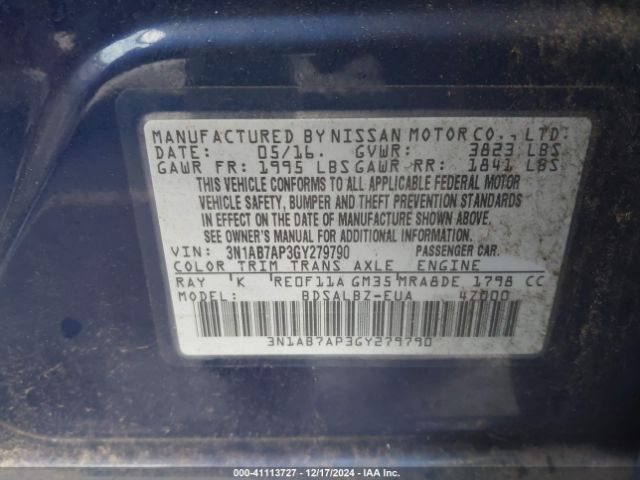 MANUFACTURED BY NISSAN MOTOR CO., LTD.
DATE: 05/16. GVWR: 3823 LBS
GAWR FR: 1995 LBS GAWR RR: 1841 LBS
THIS VEHICLE CONFORMS TO ALL APPLICABLE FEDERAL MOTOR
VEHICLE SAFETY, BUMPER AND THEFT PREVENTION STANDARDS
IN EFFECT ON THE DATE OF MANUFACTURE SHOWN ABOVE.
SEE OWNER'S MANUAL FOR ADDITIONAL INFORMATION.
VIN: 3N1AB7AP3GY279790 PASSENGER CAR.
COLOR TRIM TRANS AXLE ENGINE
RAY K RE0F11A GM35 MRA8DE 1798 CC
MODEL: BDSALBZ-EUA 47000
3N1AB7AP3GY279790
000-41113727 - 12/17/2024 - IAA Inc.